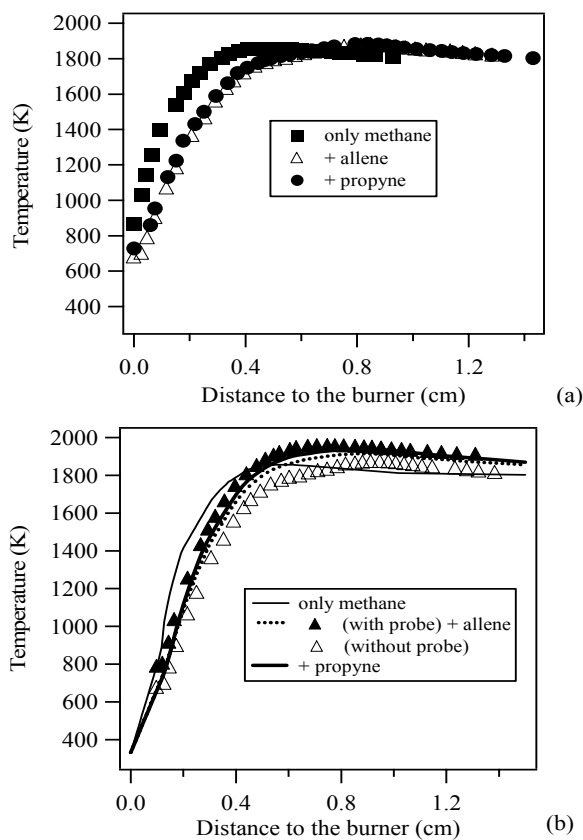 2000
1800
1600
1400
1200
1000
800
600
400
Temperature (K)
only methane
+ allene
+ propyne
0.0
0.4
0.8
1.2
Distance to the burner (cm)
(a)
2000
1800
1600
1400
1200
1000
800
600
400
Temperature (K)
only methane
(with probe) + allene
(without probe)
+ propyne
0.0
0.4
0.8
1.2
Distance to the burner (cm)
(b)